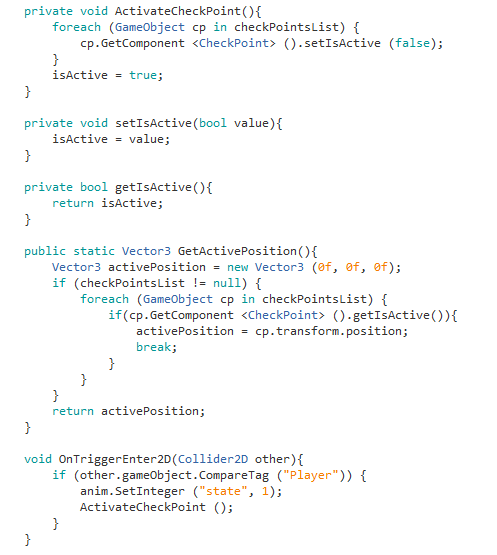 private void ActivateCheckPoint(){
    foreach (GameObject cp in checkPointsList) {
        cp.GetComponent <CheckPoint> ().setIsActive (false);
    }
    isActive = true;
}

private void setIsActive(bool value){
    isActive = value;
}

private bool getIsActive(){
    return isActive;
}

public static Vector3 GetActivePosition(){
    Vector3 activePosition = new Vector3 (0f, 0f, 0f);
    if (checkPointsList != null) {
        foreach (GameObject cp in checkPointsList) {
            if(cp.GetComponent <CheckPoint> ().getIsActive()){
                activePosition = cp.transform.position;
                break;
            }
        }
    }
    return activePosition;
}

void OnTriggerEnter2D(Collider2D other){
    if (other.gameObject.CompareTag ("Player")) {
        anim.SetInteger ("state", 1);
        ActivateCheckPoint ();
    }
}